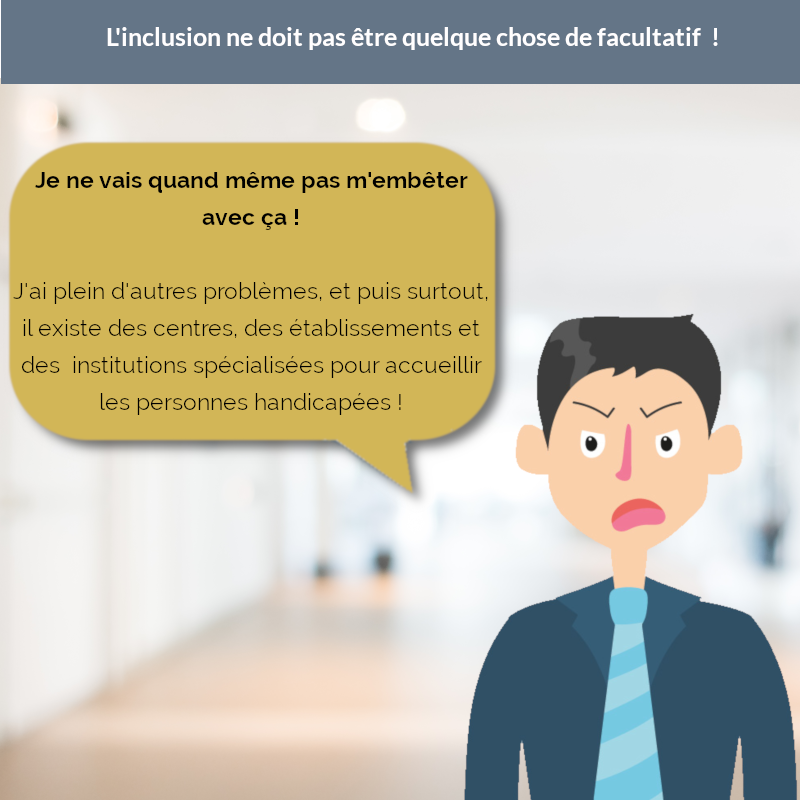 L'inclusion ne doit pas être quelque chose de facultatif !
Je ne vais quand même pas m'embêter
avec ça !
J'ai plein d'autres problèmes, et puis surtout,
il existe des centres, des établissements et
des institutions spécialisées pour accueillir
les personnes handicapées !